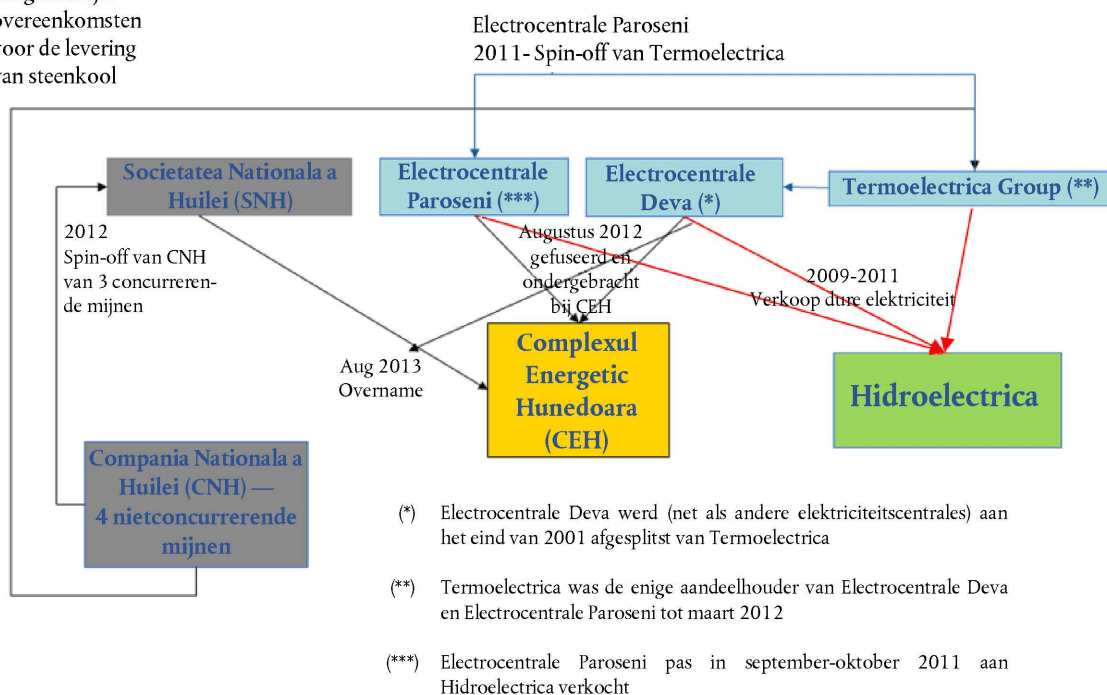 overeenkomsten
voor de levering
van steenkool
Electrocentrale Paroseni
2011- Spin-off van Termoelectrica
Societatea Nationala a
Huilei (SNH)
Electrocentrale
Paroseni (***)
Electrocentrale
Deva (*)
Termoelectrica Group (**)
2012
Spin-off van CNH
van 3 concurreren-
de mijnen
Augustus 2012
gefuseerd en
ondergebracht
bij CEH
2009-2011
Verkoop dure elektriciteit
Aug 2013
Overname
Complexul
Energetic
Hunedoara
(CEH)
Hidroelectrica
Compania Nationala a
Huilei (CNH) —
4 nietconcurrerende
mijnen
(*) Electrocentrale Deva werd (net als andere elektriciteitscentrales) aan
het eind van 2001 afgesplitst van Termoelectrica
(**) Termoelectrica was de enige aandeelhouder van Electrocentrale Deva
en Electrocentrale Paroseni tot maart 2012
(***) Electrocentrale Paroseni pas in september-oktober 2011 aan
Hidroelectrica verkocht